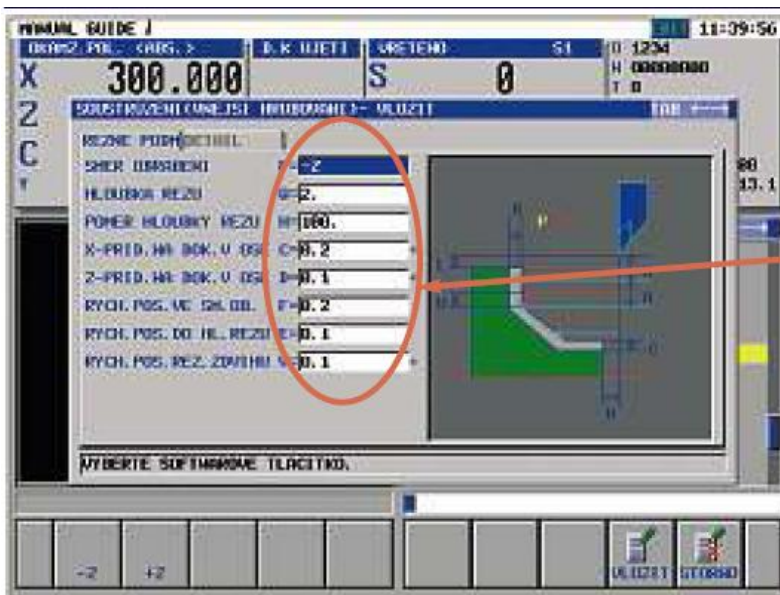 MANUAL GUIDE i 11:39:56
OKAMZ.POL. (ABS.) D.K UJETI VRETENO S1 O 1234
X 300.000 S 0 N 00000000
T 0
Z SOUSTRUZENI(VNEJSI HRUBOVANI)- VLOZIT TAB
REZNE PODM DETAIL
C SMER OBRABENI P=-Z
HLOUBKA REZU Q=2.
13.1
POMER HLOUBKY REZU H=100.
X-PRID.NA DOK.V OSE C=0.2
Z-PRID.NA DOK.V OSE D=0.1
RYCH.POS.VE SM.OB. F=0.2
RYCH.POS.DO HL.REZU E=0.1
RYCH.POS.REZ.ZDVIHU V=0.1
VYBERTE SOFTWAROVE TLACITKO.
-Z +Z VLOZIT STORNO